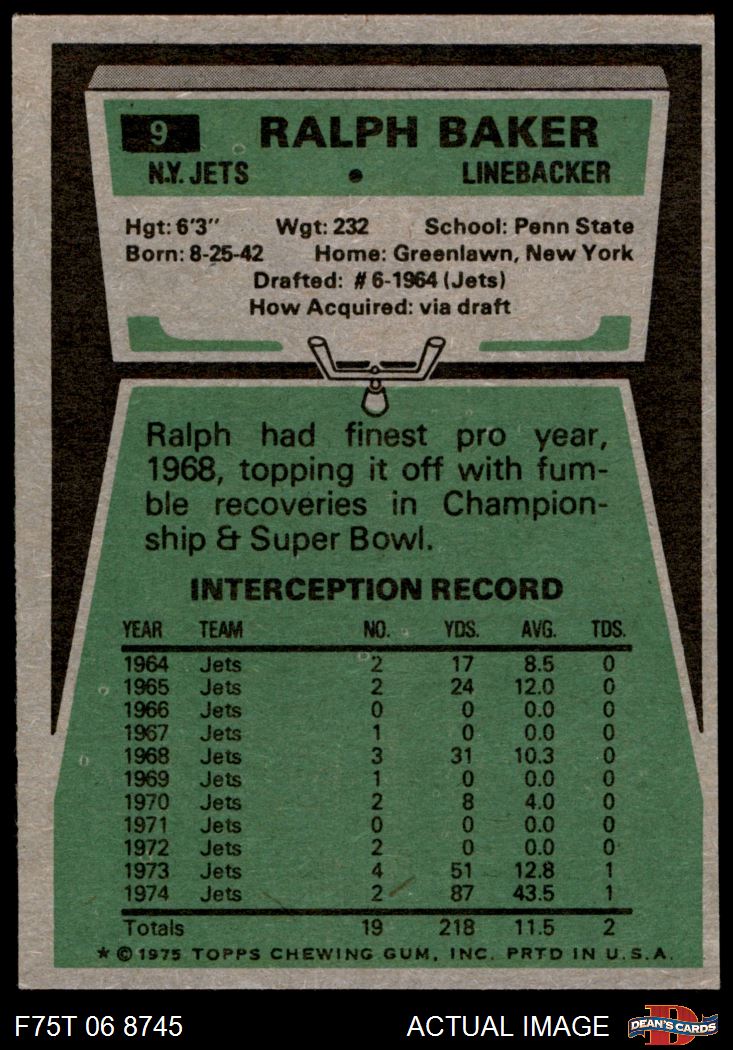 9 RALPH BAKER
N.Y. JETS • LINEBACKER
Hgt: 6'3" Wgt: 232 School: Penn State
Born: 8-25-42 Home: Greenlawn, New York
Drafted: #6-1964 (Jets)
How Acquired: via draft
Ralph had finest pro year,
1968, topping it off with fum-
ble recoveries in Champion-
ship & Super Bowl.
INTERCEPTION RECORD
YEAR TEAM NO. YDS. AVG. TDS.
1964 Jets 2 17 8.5 0
1965 Jets 2 24 12.0 0
1966 Jets 0 0 0.0 0
1967 Jets 1 0 0.0 0
1968 Jets 3 31 10.3 0
1969 Jets 1 0 0.0 0
1970 Jets 2 8 4.0 0
1971 Jets 0 0 0.0 0
1972 Jets 2 0 0.0 0
1973 Jets 4 51 12.8 1
1974 Jets 2 87 43.5 1
Totals 19 218 11.5 2
* © 1975 TOPPS CHEWING GUM, INC. PRTD IN U.S.A.
F75T 06 8745 ACTUAL IMAGE DEAN'S CARDS